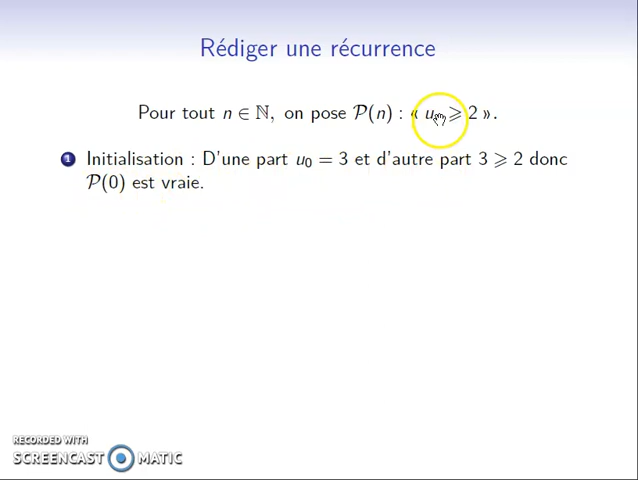 Rédiger une récurrence
Pour tout n ∈ ℕ, on pose 𝒫(n) : « uₙ ⩾ 2 ».
1 Initialisation : D'une part u₀ = 3 et d'autre part 3 ⩾ 2 donc
𝒫(0) est vraie.
RECORDED WITH
SCREENCAST MATIC